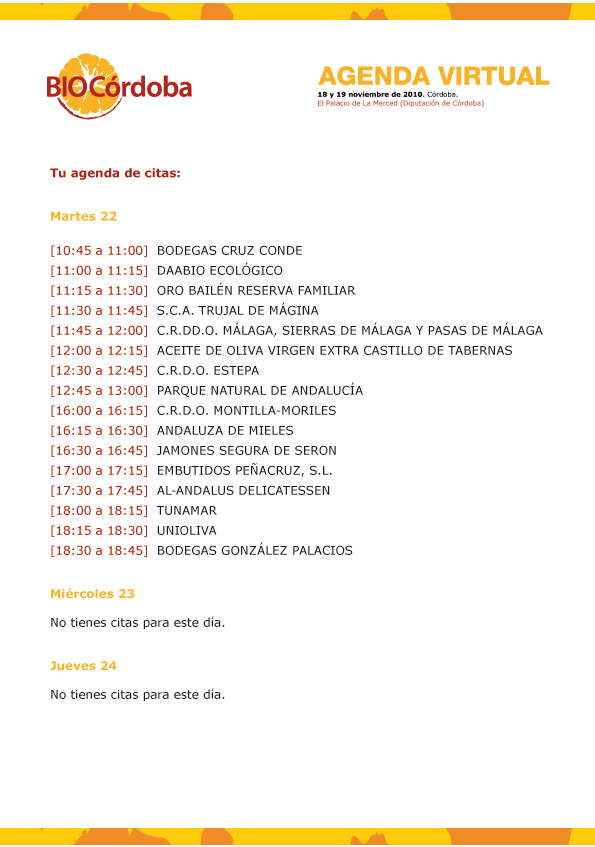 BIOCórdoba
AGENDA VIRTUAL
18 y 19 noviembre de 2010. Córdoba.
El Palacio de La Merced (Diputación de Córdoba)
Tu agenda de citas:
Martes 22
[10:45 a 11:00] BODEGAS CRUZ CONDE
[11:00 a 11:15] DAABIO ECOLÓGICO
[11:15 a 11:30] ORO BAILÉN RESERVA FAMILIAR
[11:30 a 11:45] S.C.A. TRUJAL DE MÁGINA
[11:45 a 12:00] C.R.DD.O. MÁLAGA, SIERRAS DE MÁLAGA Y PASAS DE MÁLAGA
[12:00 a 12:15] ACEITE DE OLIVA VIRGEN EXTRA CASTILLO DE TABERNAS
[12:30 a 12:45] C.R.D.O. ESTEPA
[12:45 a 13:00] PARQUE NATURAL DE ANDALUCÍA
[16:00 a 16:15] C.R.D.O. MONTILLA-MORILES
[16:15 a 16:30] ANDALUZA DE MIELES
[16:30 a 16:45] JAMONES SEGURA DE SERON
[17:00 a 17:15] EMBUTIDOS PEÑACRUZ, S.L.
[17:30 a 17:45] AL-ANDALUS DELICATESSEN
[18:00 a 18:15] TUNAMAR
[18:15 a 18:30] UNIOLIVA
[18:30 a 18:45] BODEGAS GONZÁLEZ PALACIOS
Miércoles 23
No tienes citas para este día.
Jueves 24
No tienes citas para este día.